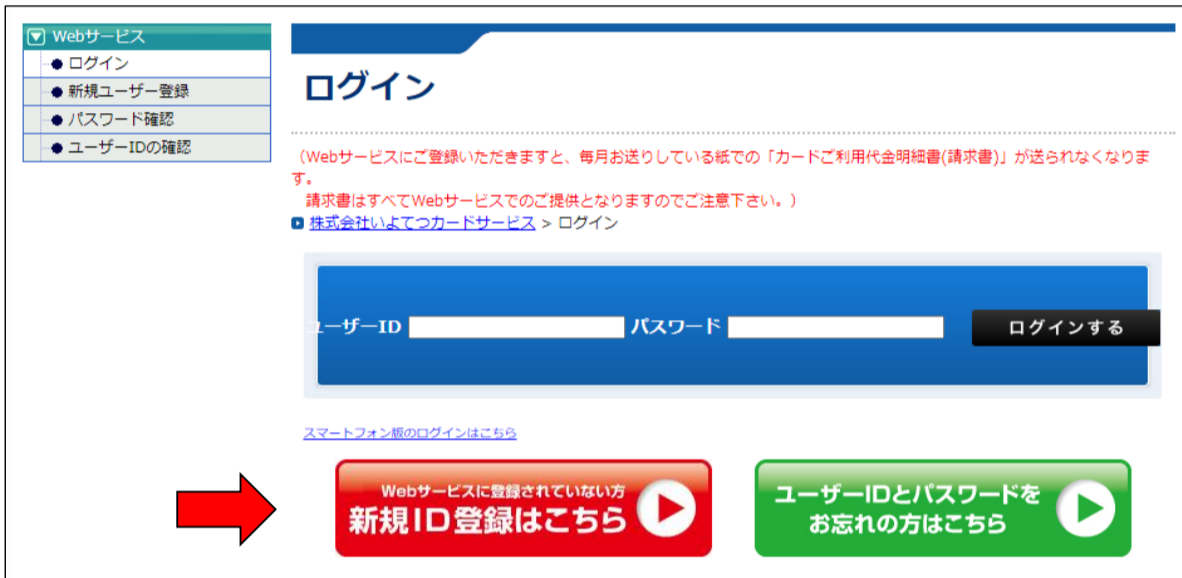 Webサービス
ログイン
新規ユーザー登録
パスワード確認
ユーザーIDの確認
ログイン
（Webサービスにご登録いただきますと、毎月お送りしている紙での「カードご利用代金明細書(請求書)」が送られなくなりま
す。
請求書はすべてWebサービスでのご提供となりますのでご注意下さい。）
株式会社いよてつカードサービス > ログイン
ユーザーID パスワード ログインする
スマートフォン版のログインはこちら
Webサービスに登録されていない方
新規ID登録はこちら
ユーザーIDとパスワードを
お忘れの方はこちら